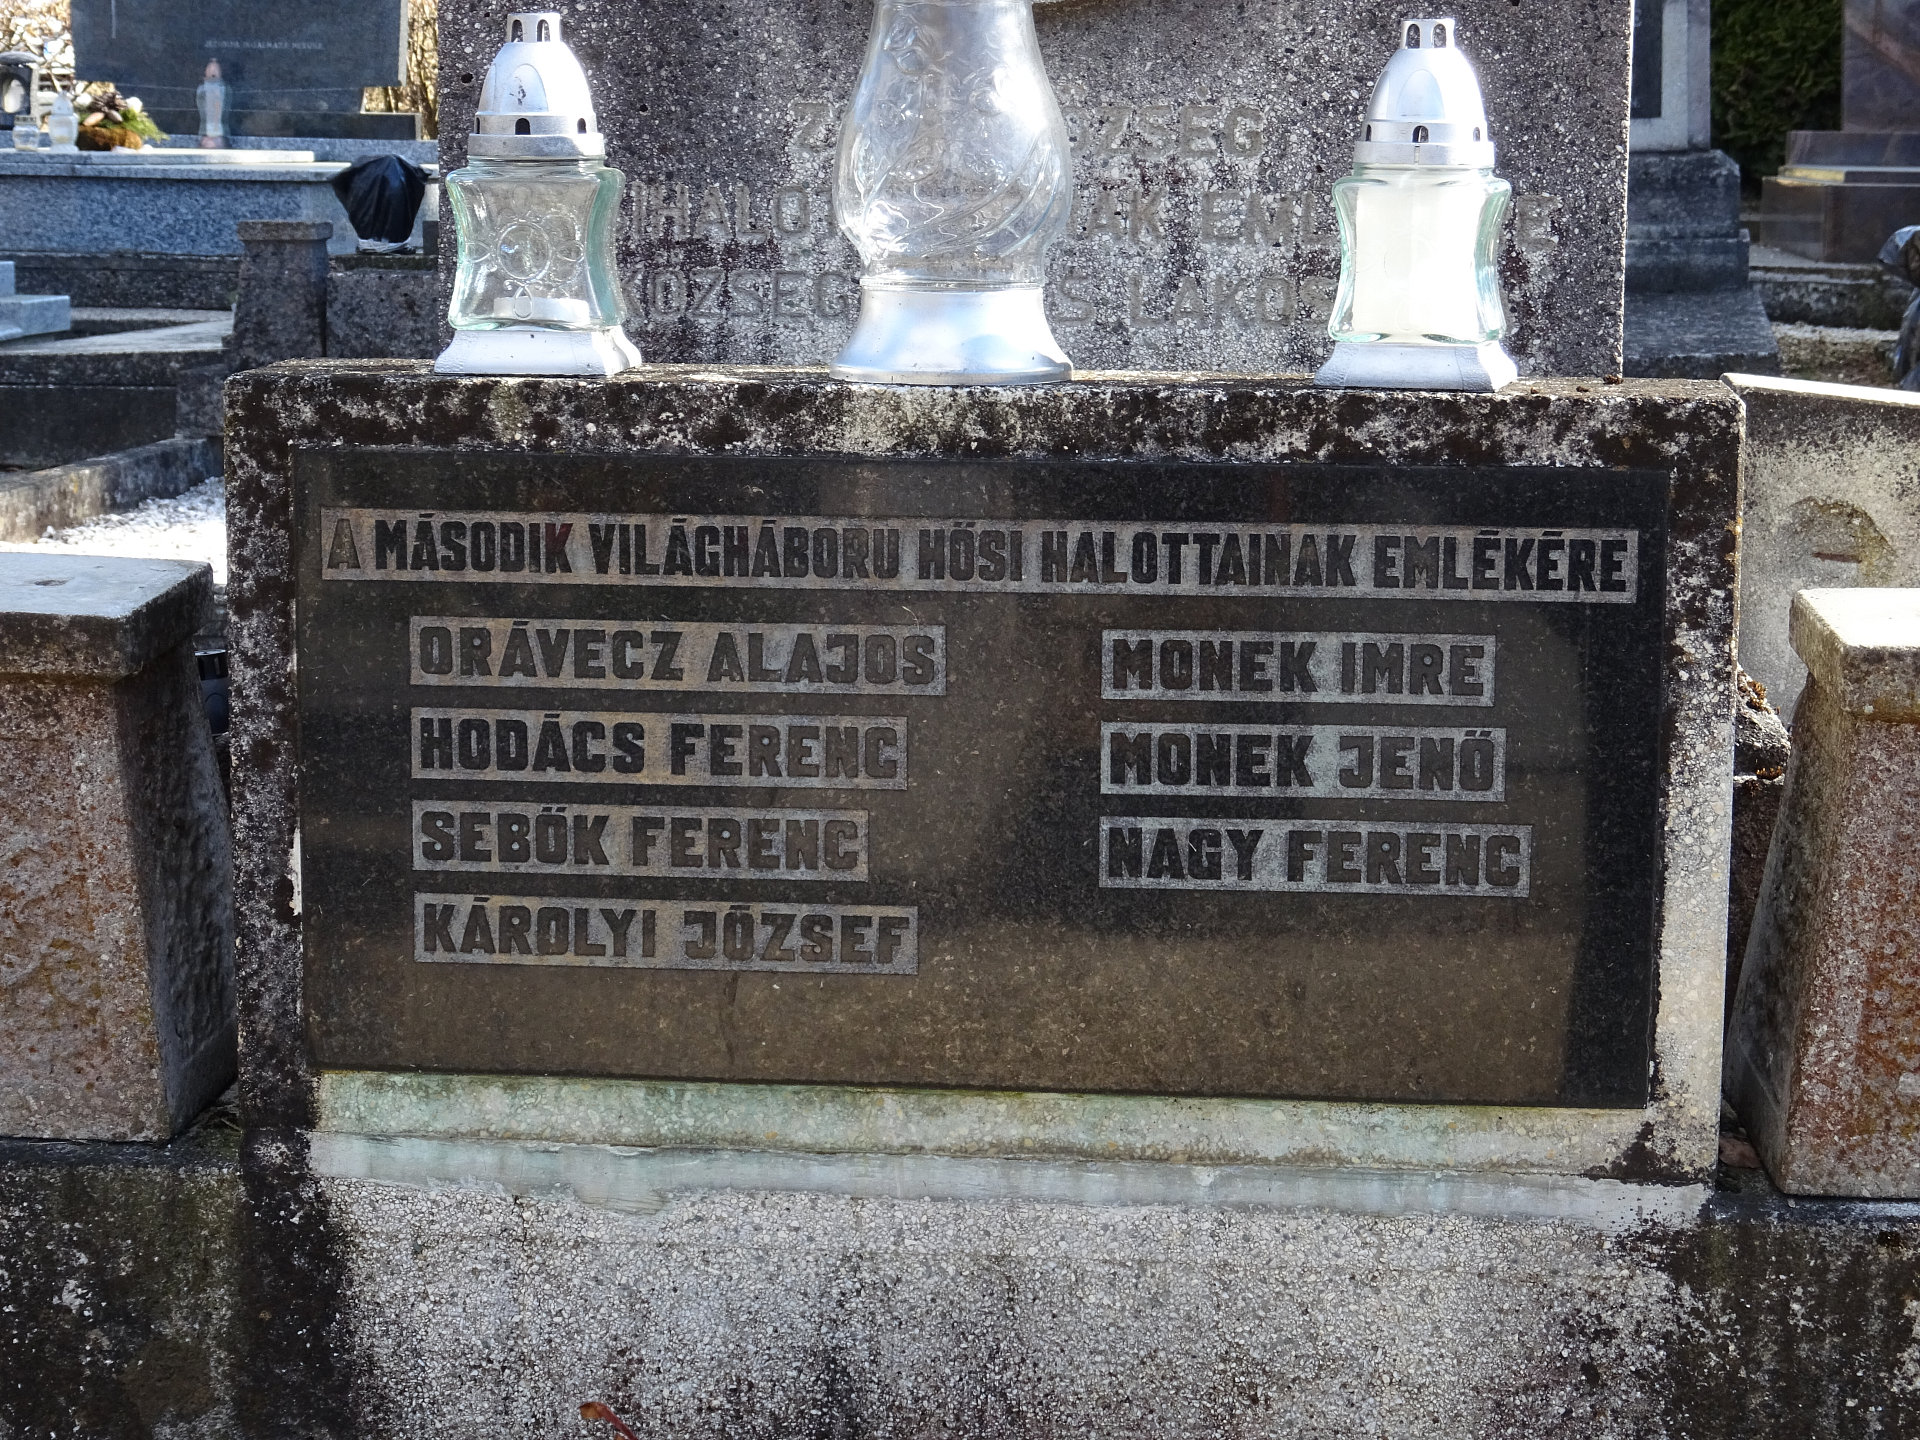 KÖZSÉG
A MÁSODIK VILÁGHÁBORU HŐSI HALOTTAINAK EMLÉKÉRE
ORÁVECZ ALAJOS
HODÁCS FERENC
SEBŐK FERENC
KÁROLYI JÓZSEF
MONEK IMRE
MONEK JENŐ
NAGY FERENC